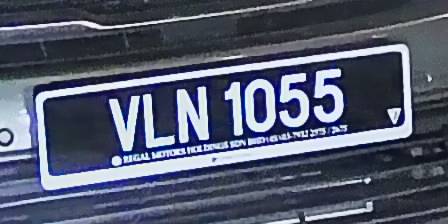 VLN 1055
REGAL MOTORS HOLDINGS SDN BHD